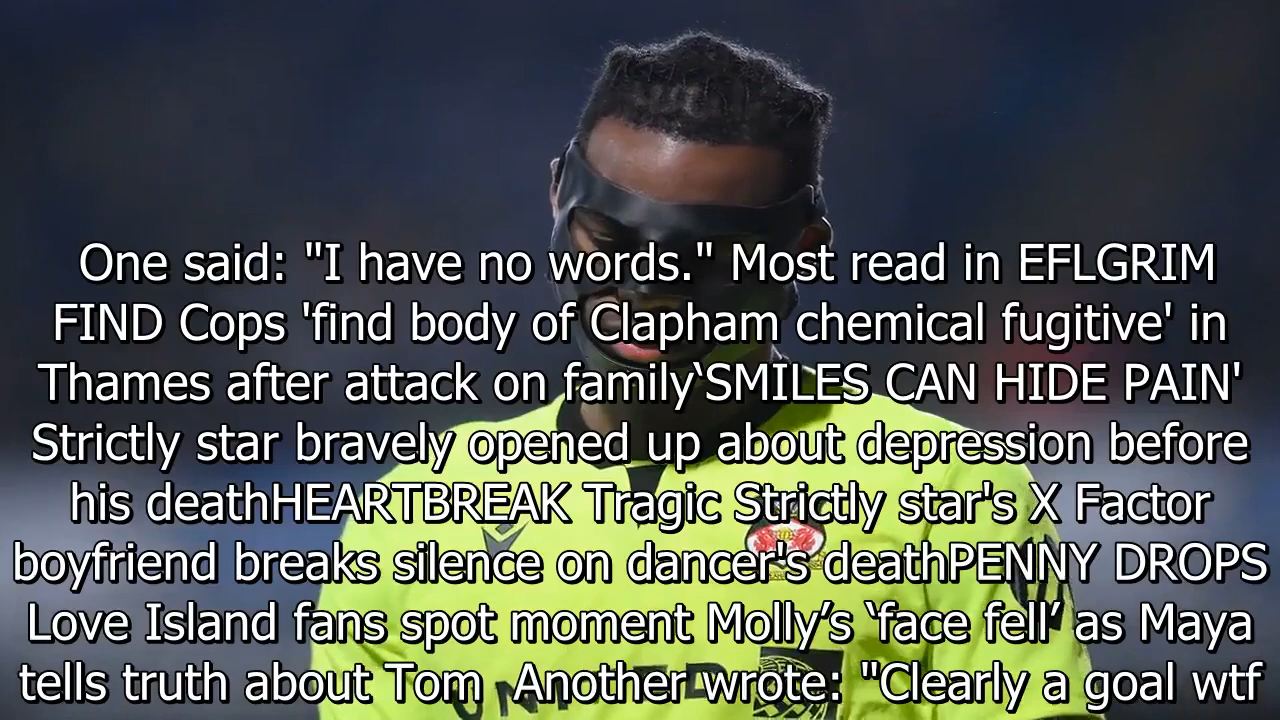 One said: "I have no words." Most read in EFLGRIM
FIND Cops 'find body of Clapham chemical fugitive' in
Thames after attack on family‘SMILES CAN HIDE PAIN'
Strictly star bravely opened up about depression before
his deathHEARTBREAK Tragic Strictly star's X Factor
boyfriend breaks silence on dancer's deathPENNY DROPS
Love Island fans spot moment Molly’s ‘face fell’ as Maya
tells truth about Tom  Another wrote: "Clearly a goal wtf